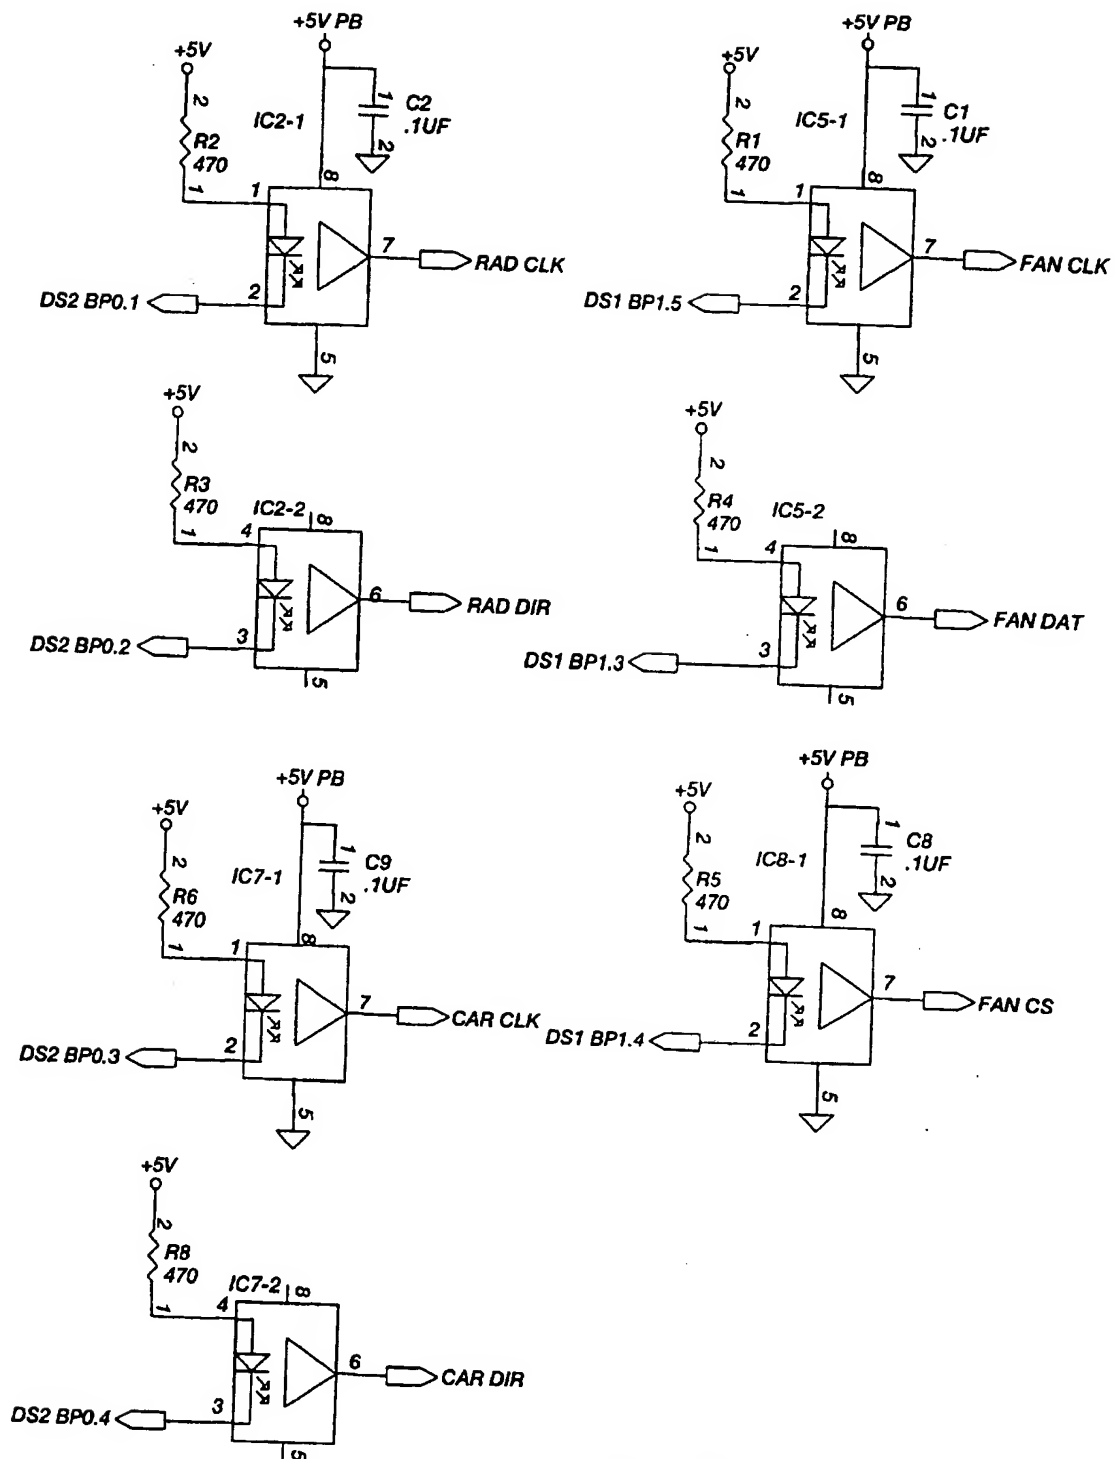 +5V PB
+5V
2
IC2-1
1
C2
.1UF
2
R2
470
1
1
8
7
RAD CLK
2
DS2 BP0.1
5
+5V PB
+5V
2
IC5-1
1
C1
.1UF
2
R1
470
1
1
8
7
FAN CLK
2
DS1 BP1.5
5
+5V
2
R3
470
IC2-2
8
1
4
6
RAD DIR
3
DS2 BP0.2
5
+5V
2
R4
470
IC5-2
8
1
4
6
FAN DAT
3
DS1 BP1.3
5
+5V PB
+5V
2
IC7-1
1
C9
.1UF
2
R6
470
1
1
8
7
CAR CLK
2
DS2 BP0.3
5
+5V PB
+5V
2
IC8-1
1
C8
.1UF
2
R5
470
1
1
8
7
FAN CS
2
DS1 BP1.4
5
+5V
2
R8
470
IC7-2
8
1
4
6
CAR DIR
3
DS2 BP0.4
5